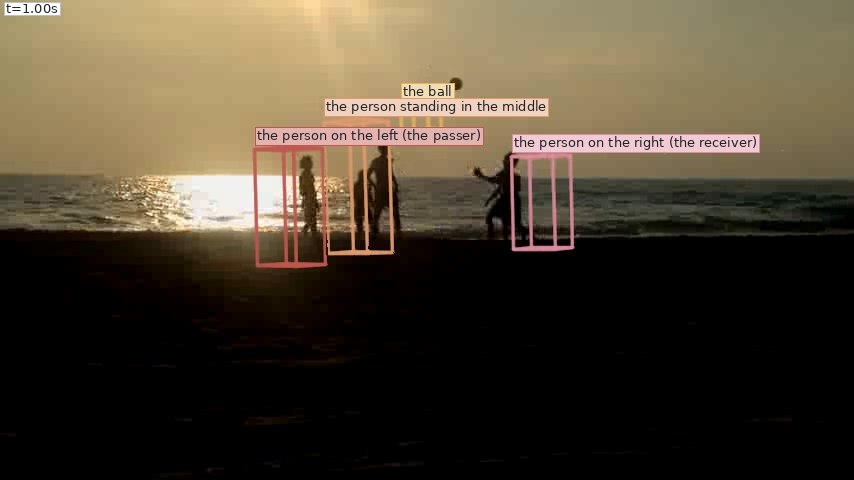 t=1.00s
the ball
the person standing in the middle
the person on the left (the passer)
the person on the right (the receiver)